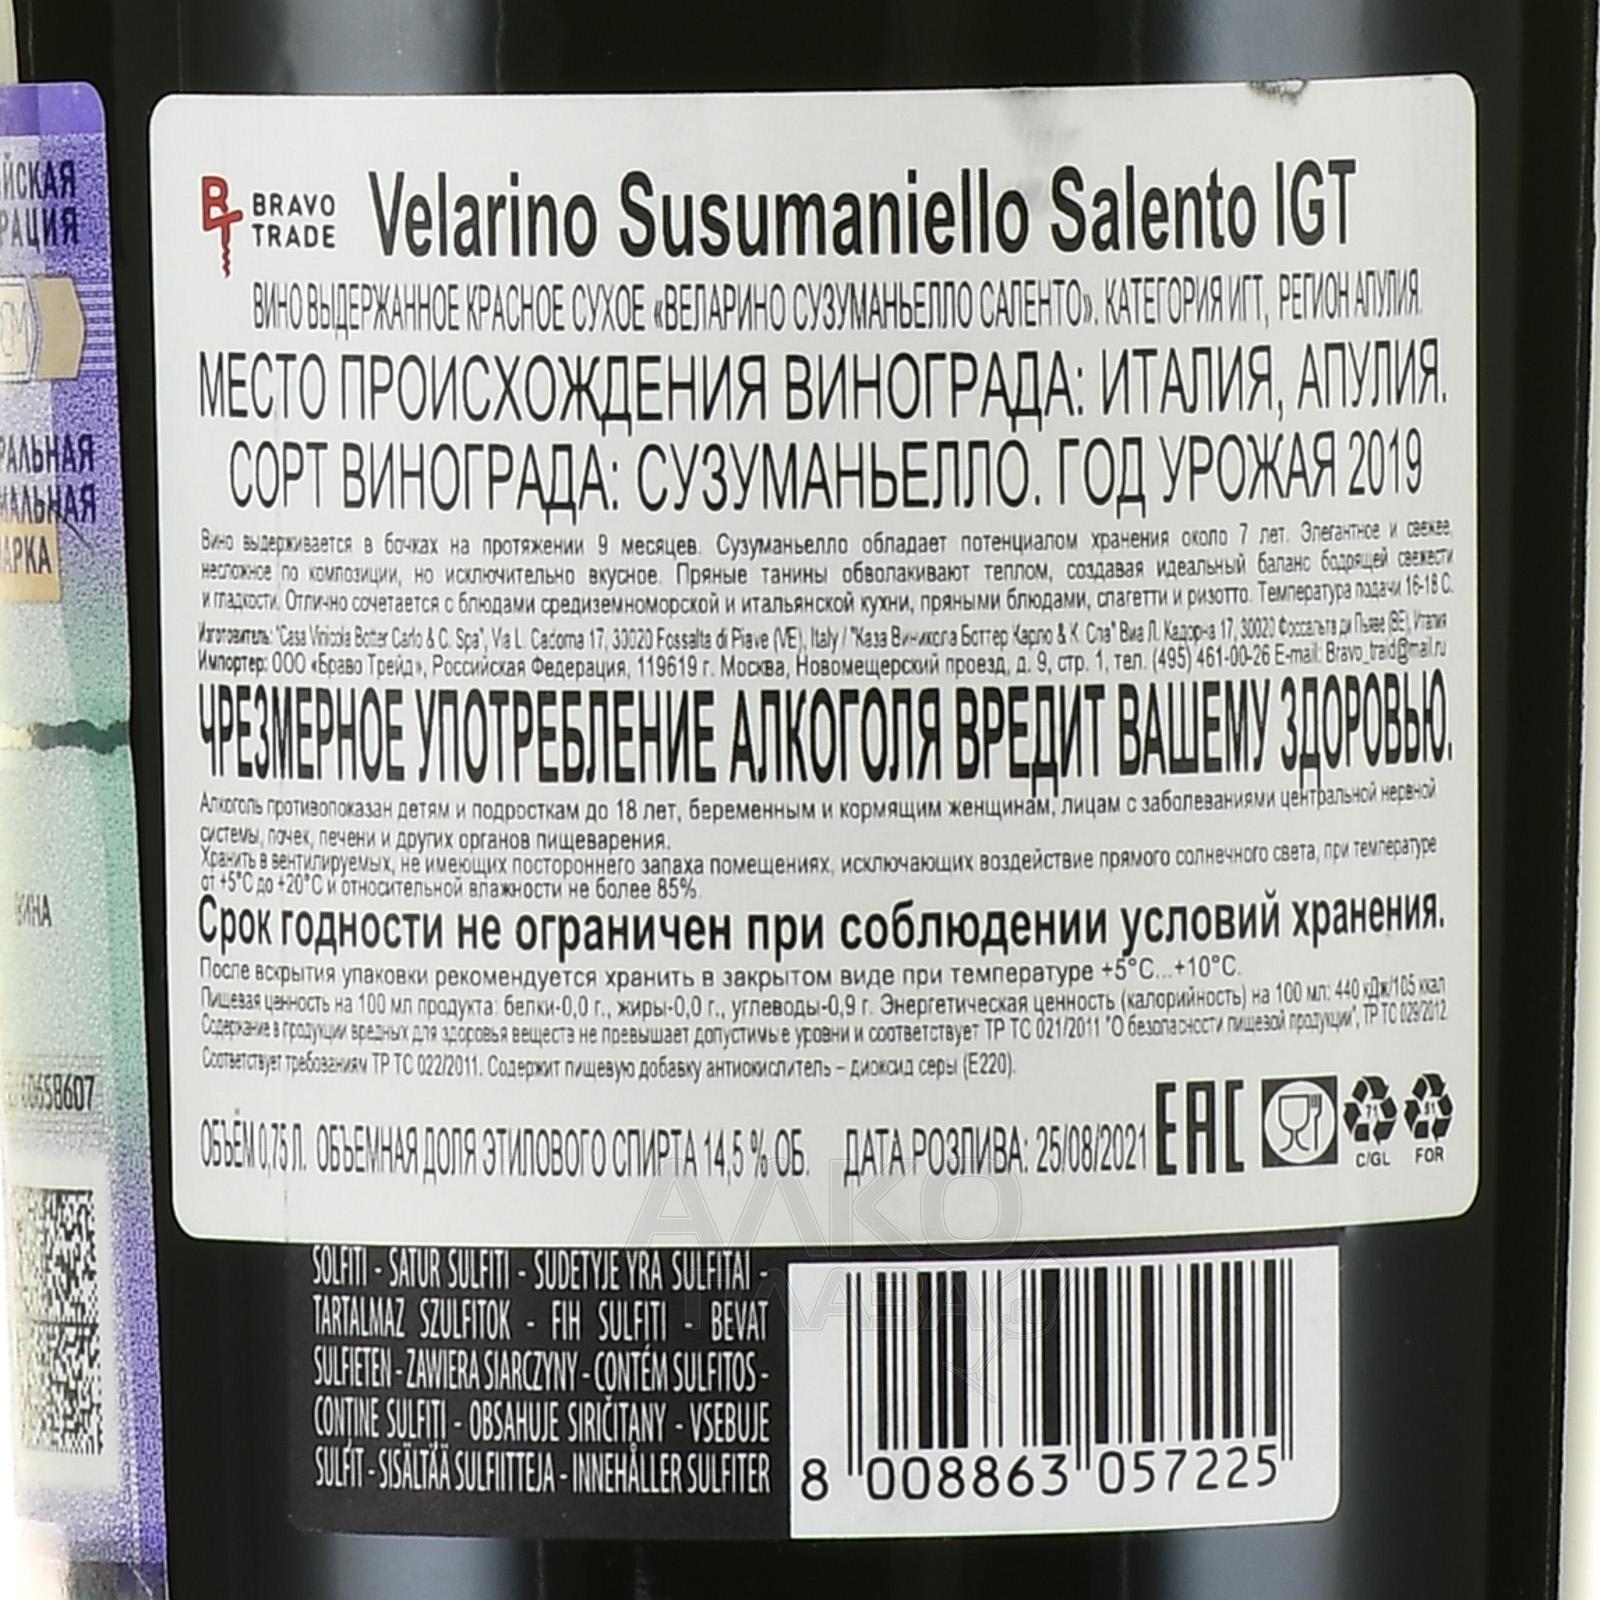 ЙСКАЯ
РАЦИЯ
РАЛЬНАЯ
ИАЛЬНАЯ
АРКА
ВИНА
60658607
BRAVO
TRADE
Velarino Susumaniello Salento IGT
ВИНО ВЫДЕРЖАННОЕ КРАСНОЕ СУХОЕ «ВЕЛАРИНО СУЗУМАНЬЕЛЛО САЛЕНТО». КАТЕГОРИЯ ИГТ, РЕГИОН АПУЛИЯ.
МЕСТО ПРОИСХОЖДЕНИЯ ВИНОГРАДА: ИТАЛИЯ, АПУЛИЯ.
СОРТ ВИНОГРАДА: СУЗУМАНЬЕЛЛО. ГОД УРОЖАЯ 2019
Вино выдерживается в бочках на протяжении 9 месяцев. Сузуманьелло обладает потенциалом хранения около 7 лет. Элегантное и свежее,
несложное по композиции, но исключительно вкусное. Пряные танины обволакивают теплом, создавая идеальный баланс бодрящей свежести
и гладкости. Отлично сочетается с блюдами средиземноморской и итальянской кухни, пряными блюдами, спагетти и ризотто. Температура подачи 16-18 С.
Изготовитель: "Casa Vinicola Botter Carlo & C. Spa", Via L. Cadorna 17, 30020 Fossalta di Piave (VE), Italy / "Каза Виникола Боттер Карло & К. Спа" Виа Л. Кадорна 17, 30020 Фоссальта ди Пьяве (ВЕ), Италия
Импортер: ООО «Браво Трейд», Российская Федерация, 119619 г. Москва, Новомещерский проезд, д. 9, стр. 1, тел. (495) 461-00-26 E-mail: Bravo_traid@mail.ru
ЧРЕЗМЕРНОЕ УПОТРЕБЛЕНИЕ АЛКОГОЛЯ ВРЕДИТ ВАШЕМУ ЗДОРОВЬЮ.
Алкоголь противопоказан детям и подросткам до 18 лет, беременным и кормящим женщинам, лицам с заболеваниями центральной нервной
системы, почек, печени и других органов пищеварения.
Хранить в вентилируемых, не имеющих постороннего запаха помещениях, исключающих воздействие прямого солнечного света, при температуре
от +5°С до +20°С и относительной влажности не более 85%.
Срок годности не ограничен при соблюдении условий хранения.
После вскрытия упаковки рекомендуется хранить в закрытом виде при температуре +5°С...+10°С.
Пищевая ценность на 100 мл продукта: белки-0,0 г., жиры-0,0 г., углеводы-0,9 г. Энергетическая ценность (калорийность) на 100 мл: 440 кДж/105 ккал
Содержание в продукции вредных для здоровья веществ не превышает допустимые уровни и соответствует ТР ТС 021/2011 "О безопасности пищевой продукции", ТР ТС 029/2012.
Соответствует требованиям ТР ТС 022/2011. Содержит пищевую добавку антиокислитель – диоксид серы (Е220).
ОБЪЁМ 0,75 Л. ОБЪЕМНАЯ ДОЛЯ ЭТИЛОВОГО СПИРТА 14,5 % ОБ. ДАТА РОЗЛИВА: 25/08/2021 EAC
71 C/GL
51 FOR
АЛКО
ПЛАЗА.ru
SOLFITI - SATUR SULFITI - SUDETYJE YRA SULFITAI -
TARTALMAZ SZULFITOK - FIH SULFITI - BEVAT
SULFIETEN - ZAWIERA SIARCZYNY - CONTÉM SULFITOS -
CONȚINE SULFIȚI - OBSAHUJE SIRIČITANY - VSEBUJE
SULFIT - SISÄLTÄÄ SULFIITTEJA - INNEHÅLLER SULFITER
8 008863 057225